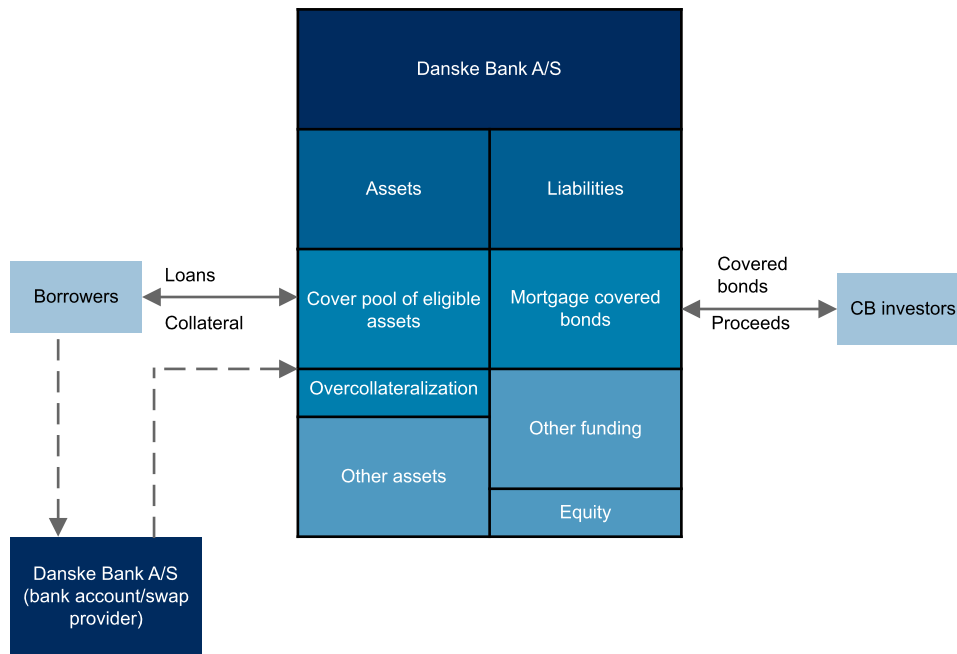 Danske Bank A/S
Assets
Liabilities
Borrowers
Loans
Collateral
Cover pool of eligible
assets
Mortgage covered
bonds
Covered
bonds
Proceeds
CB investors
Overcollateralization
Other assets
Other funding
Equity
Danske Bank A/S
(bank account/swap
provider)